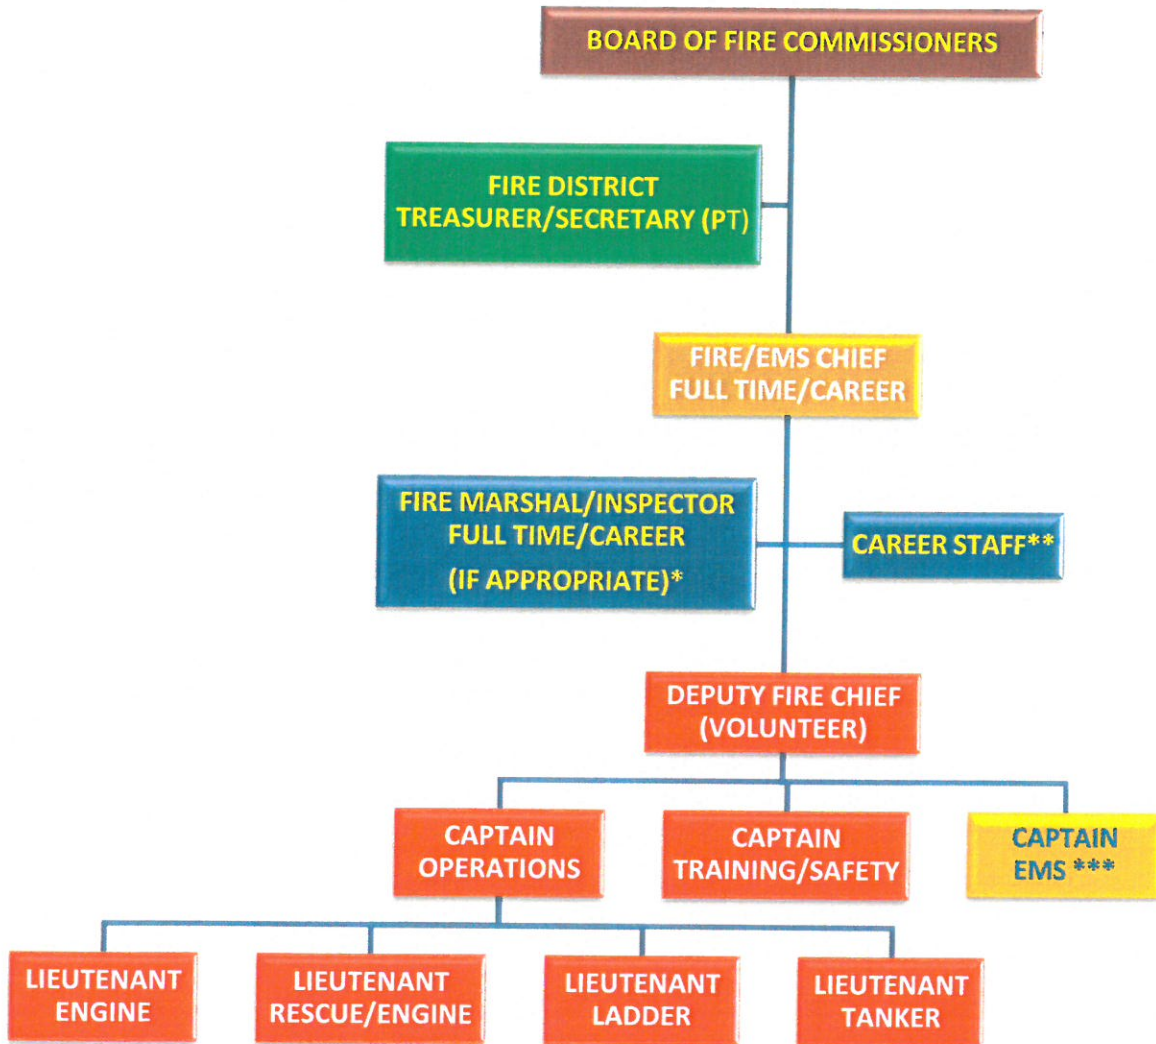 BOARD OF FIRE COMMISSIONERS
FIRE DISTRICT
TREASURER/SECRETARY (PT)
FIRE/EMS CHIEF
FULL TIME/CAREER
FIRE MARSHAL/INSPECTOR
FULL TIME/CAREER
(IF APPROPRIATE)*
CAREER STAFF**
DEPUTY FIRE CHIEF
(VOLUNTEER)
CAPTAIN
OPERATIONS
CAPTAIN
TRAINING/SAFETY
CAPTAIN
EMS ***
LIEUTENANT
ENGINE
LIEUTENANT
RESCUE/ENGINE
LIEUTENANT
LADDER
LIEUTENANT
TANKER